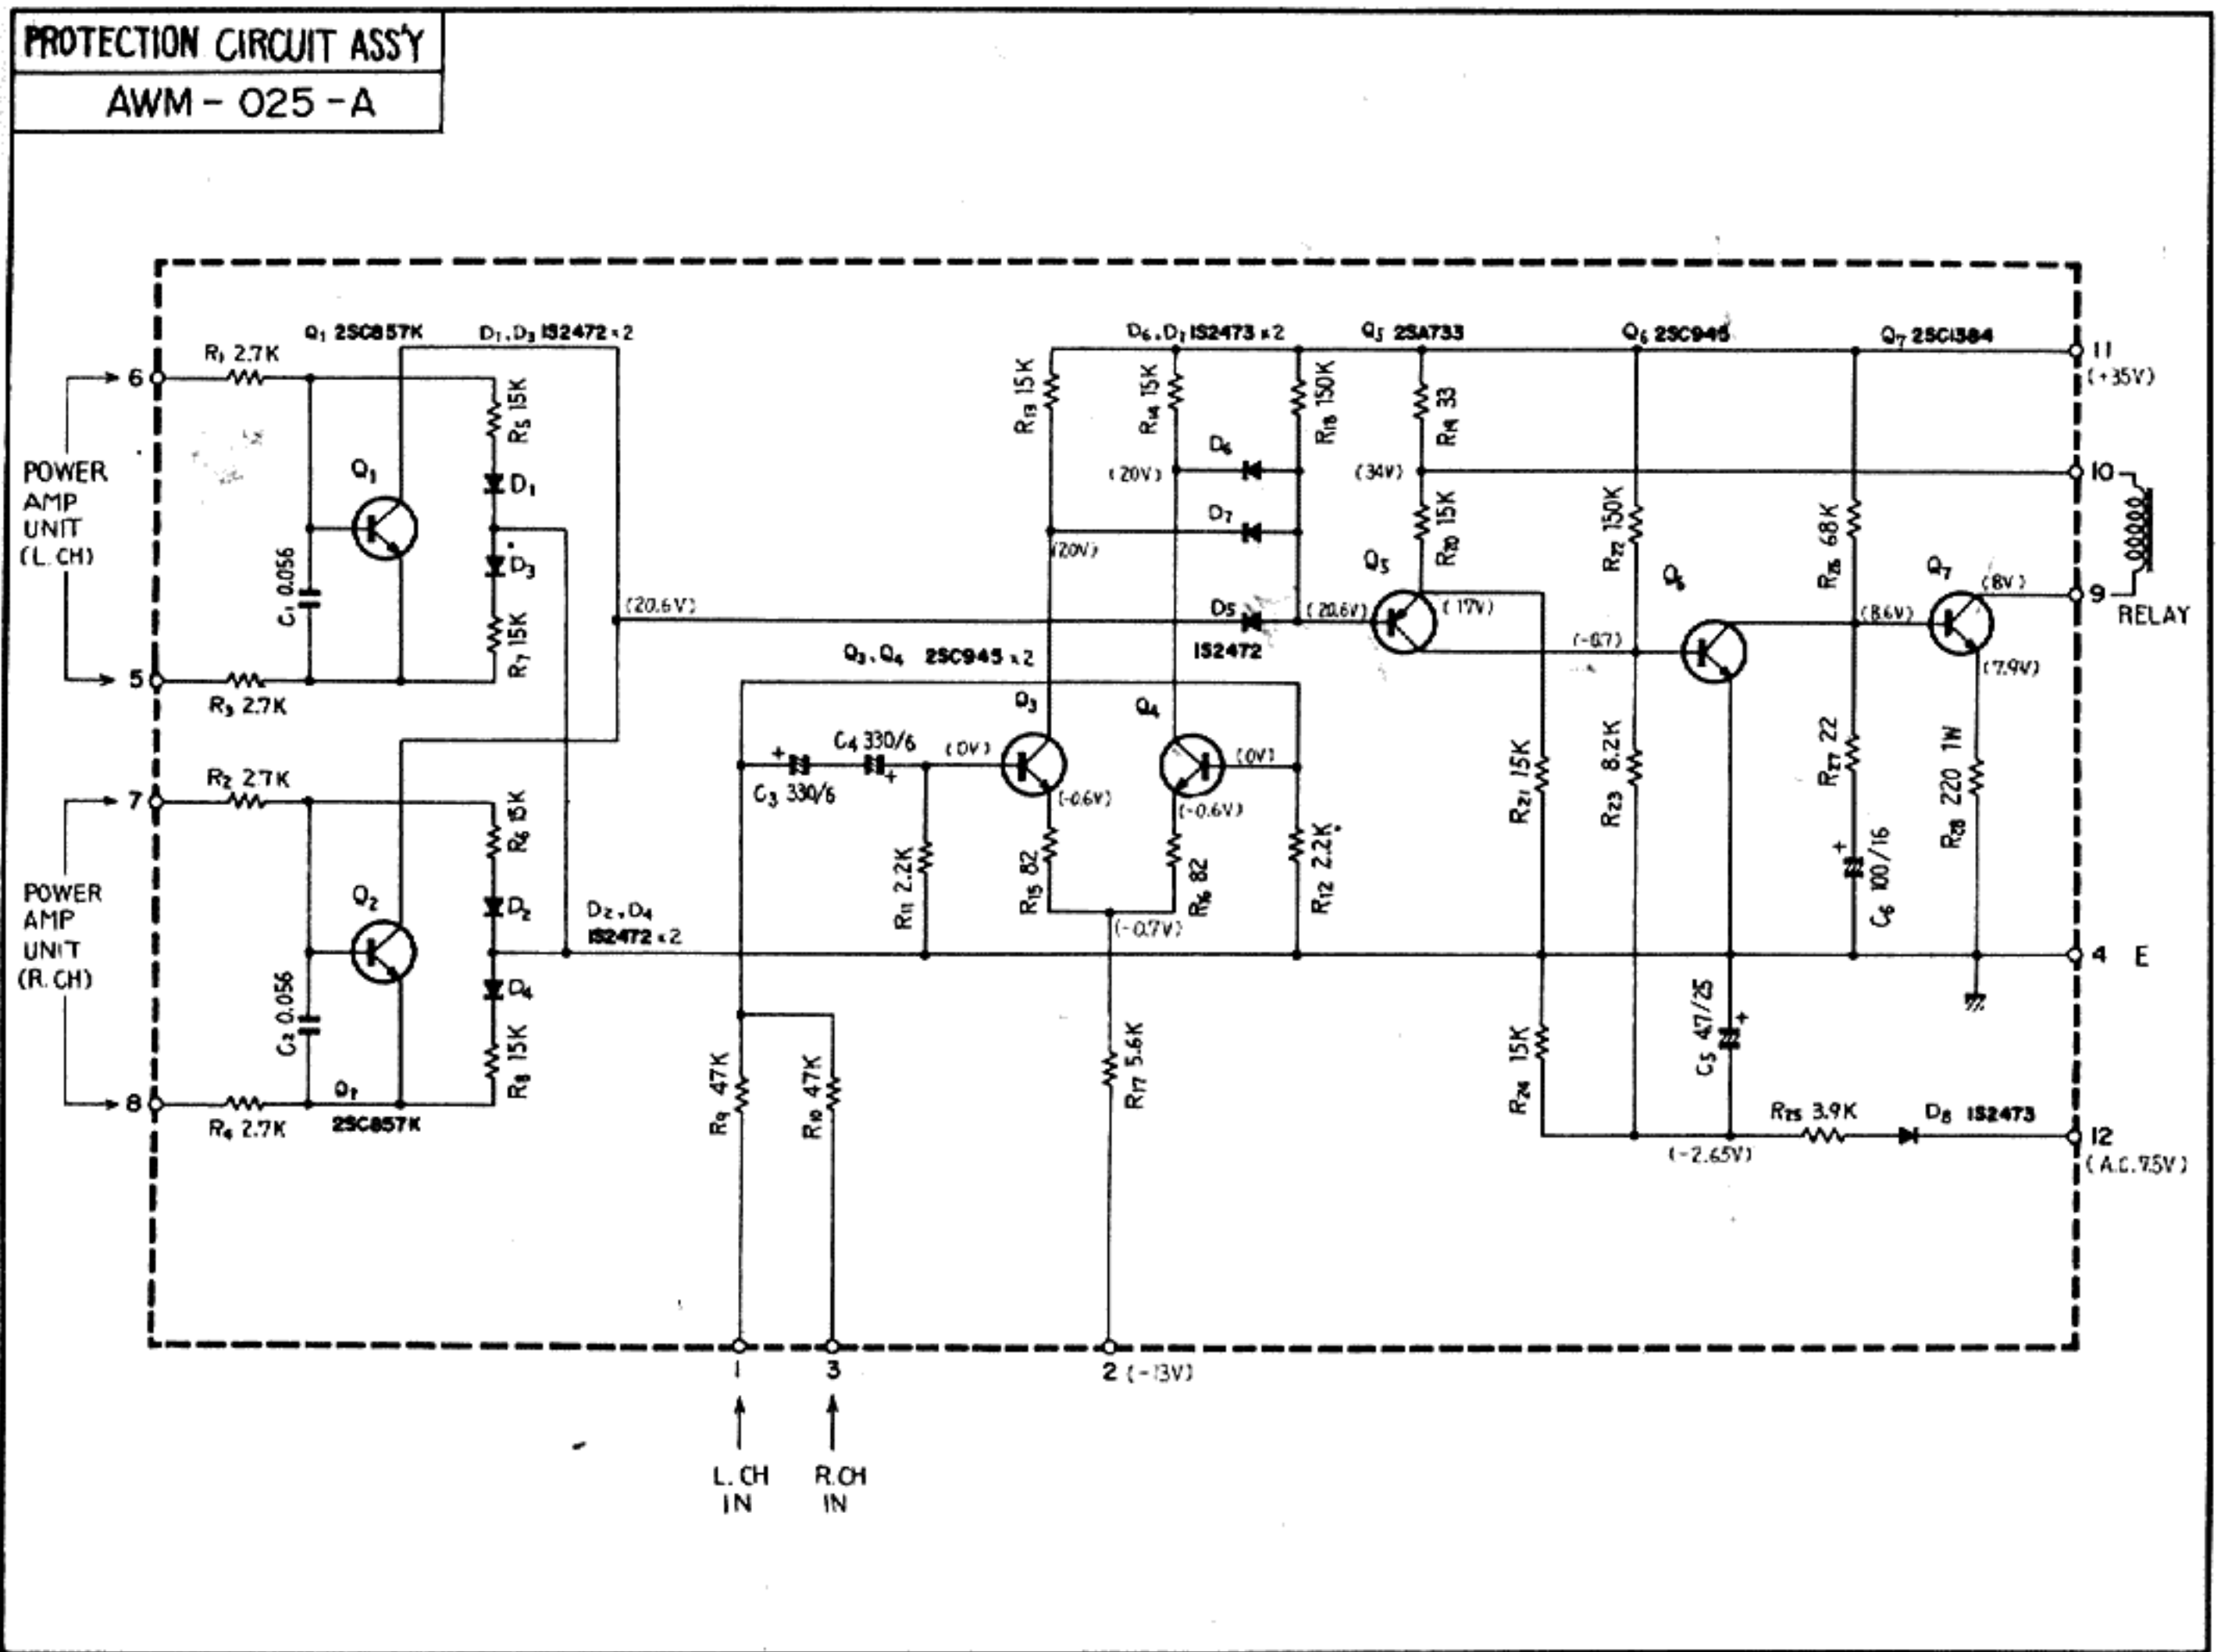 PROTECTION CIRCUIT ASS'Y
AWM-025-A
Q1 2SC857K
D1, D3 1S2472×2
D6, D7 1S2473×2
Q5 2SA733
Q6 2SC945
Q7 2SC1384
11
(+35V)
R1 2.7K
6
R5 15K
R13 15K
R14 15K
R18 150K
R19 33
D6
(20V)
(34V)
10
POWER
AMP
UNIT
(L.CH)
Q1
D1
D7
(20V)
R20 15K
R22 150K
R26 68K
C1 0.056
D3
Q5
Q6
Q7
(8V)
9
RELAY
R7 15K
(20.6V)
D5
1S2472
(20.6V)
(17V)
(8.6V)
Q3, Q4 2SC945×2
(-0.7)
(7.9V)
5
R3 2.7K
Q3
Q4
R2 2.7K
7
R6 15K
C4 330/6
C3 330/6
(0V)
(0V)
(-0.6V)
(-0.6V)
R21 15K
R23 8.2K
R27 22
R28 220 1W
POWER
AMP
UNIT
(R.CH)
Q2
D2
D2, D4
1S2472×2
R11 2.2K
R15 82
R16 82
R12 2.2K
C6 100/16
(-0.7V)
4 E
C2 0.056
D4
R8 15K
R9 47K
R10 47K
R17 5.6K
R24 15K
C5 47/25
8
R4 2.7K
2SC857K
R25 3.9K
D8 1S2473
12
(A.C. 7.5V)
(-2.65V)
1
3
2 (-13V)
L.CH
IN
R.CH
IN